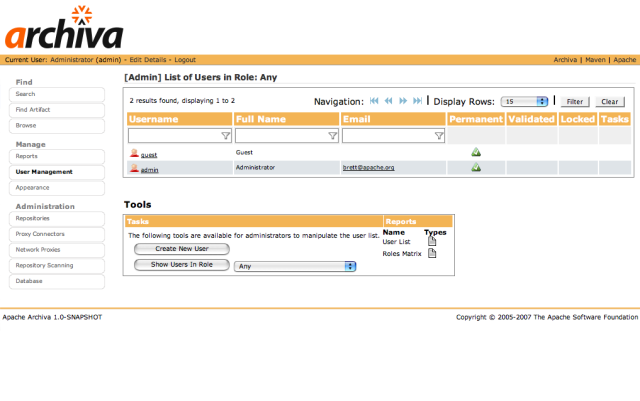 archiva
Current User: Administrator (admin) - Edit Details - Logout
Archiva | Maven | Apache
Find
Search
Find Artifact
Browse
Manage
Reports
User Management
Appearance
Administration
Repositories
Proxy Connectors
Network Proxies
Repository Scanning
Database
[Admin] List of Users in Role: Any
2 results found, displaying 1 to 2
Navigation: | Display Rows: 15 | Filter Clear
Username Full Name Email Permanent Validated Locked Tasks
guest Guest
admin Administrator brett@apache.org
Tools
Tasks Reports
The following tools are available for administrators to manipulate the user list.
Create New User
Show Users In Role Any
Name Types
User List
Roles Matrix
Apache Archiva 1.0-SNAPSHOT
Copyright © 2005-2007 The Apache Software Foundation